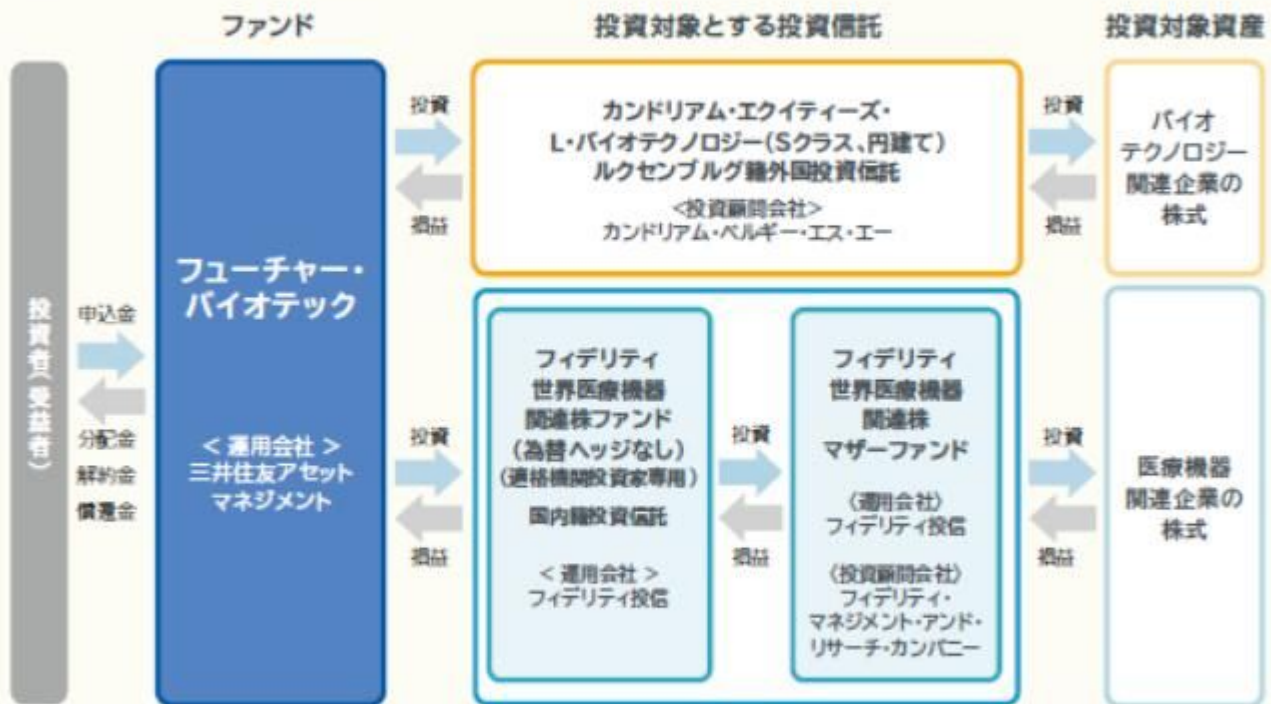 ファンド
投資対象とする投資信託
投資対象資産
投資者(受益者)
申込金
分配金
解約金
償還金
フューチャー・
バイオテック
< 運用会社 >
三井住友アセット
マネジメント
投資
損益
カンドリアム・エクイティーズ・
L・バイオテクノロジー(Sクラス、円建て)
ルクセンブルグ籍外国投資信託
<投資顧問会社>
カンドリアム・ベルギー・エス・エー
投資
損益
バイオ
テクノロジー
関連企業の
株式
投資
損益
フィデリティ
世界医療機器
関連株ファンド
(為替ヘッジなし)
(適格機関投資家専用)
国内籍投資信託
< 運用会社 >
フィデリティ投信
投資
損益
フィデリティ
世界医療機器
関連株
マザーファンド
〈運用会社〉
フィデリティ投信
〈投資顧問会社〉
フィデリティ・
マネジメント・アンド・
リサーチ・カンパニー
投資
損益
医療機器
関連企業の
株式